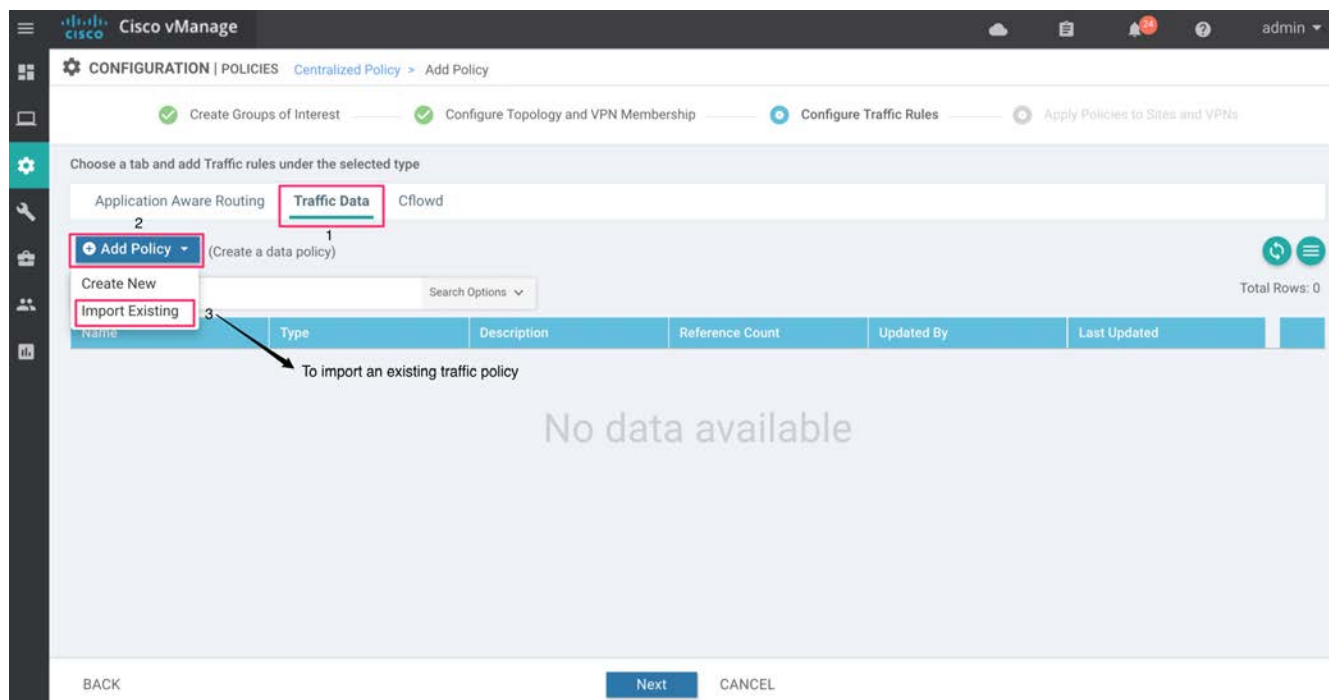 CISCO Cisco vManage 24 admin
CONFIGURATION | POLICIES Centralized Policy > Add Policy
Create Groups of Interest Configure Topology and VPN Membership Configure Traffic Rules Apply Policies to Sites and VPNs
Choose a tab and add Traffic rules under the selected type
Application Aware Routing Traffic Data Cflowd
2 1
Add Policy (Create a data policy)
Create New Search Options Total Rows: 0
Import Existing 3
Name Type Description Reference Count Updated By Last Updated
To import an existing traffic policy
No data available
BACK Next CANCEL